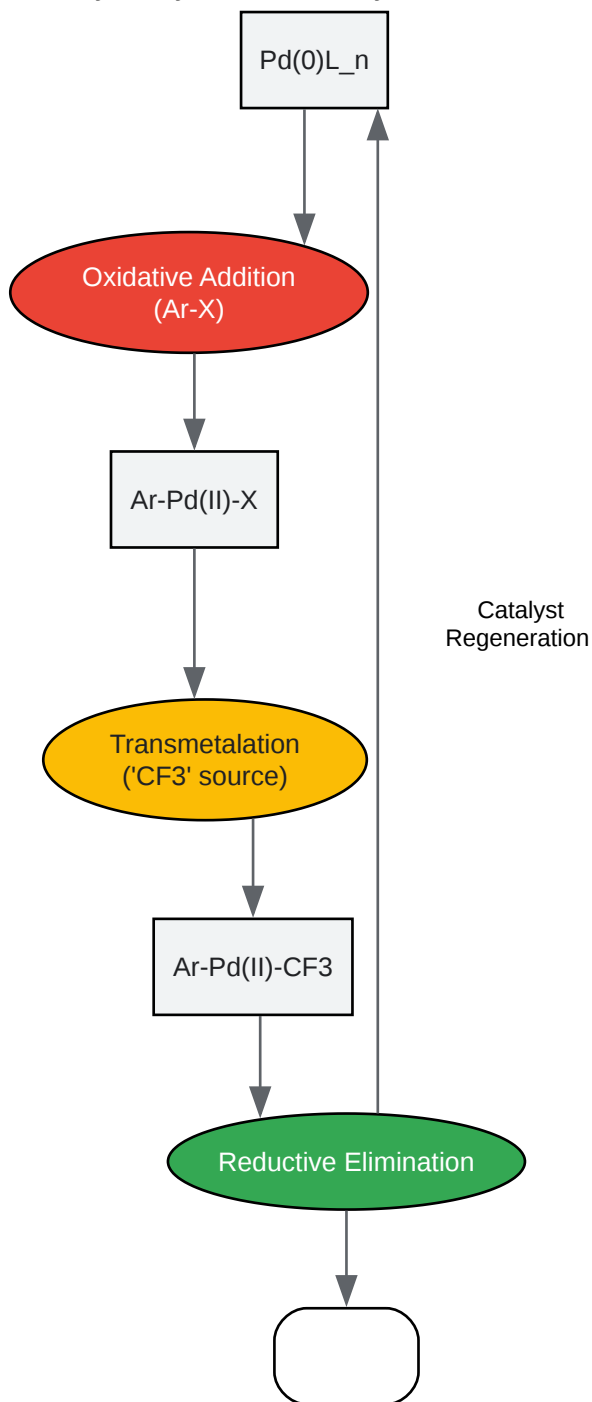 Pd(0)L_n
Oxidative Addition
(Ar-X)
Ar-Pd(II)-X
Catalyst
Regeneration
Transmetalation
('CF3' source)
Ar-Pd(II)-CF3
Reductive Elimination